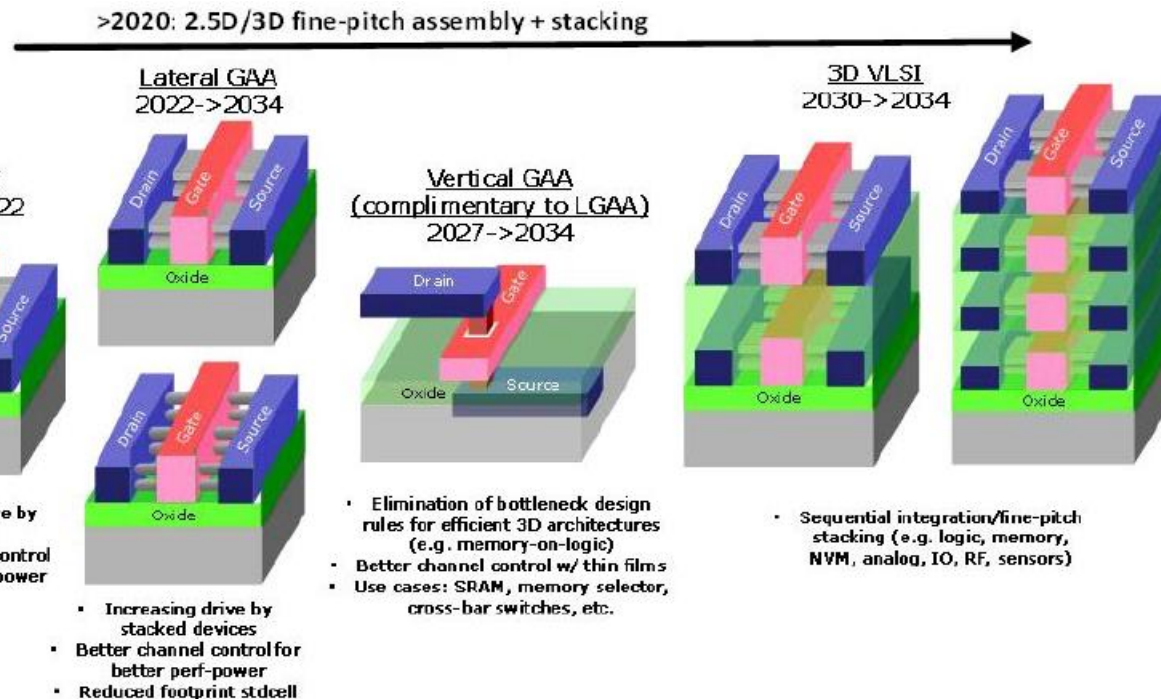 >2020: 2.5D/3D fine-pitch assembly + stacking
22
Source
e by
control
power
Lateral GAA
2022->2034
Drain
Gate
Source
Oxide
Drain
Gate
Source
Oxide
▪ Increasing drive by
stacked devices
▪ Better channel control for
better perf-power
▪ Reduced footprint stdcell
Vertical GAA
(complimentary to LGAA)
2027->2034
Drain
Gate
Oxide
Source
▪ Elimination of bottleneck design
rules for efficient 3D architectures
(e.g. memory-on-logic)
▪ Better channel control w/ thin films
▪ Use cases: SRAM, memory selector,
cross-bar switches, etc.
3D VLSI
2030->2034
Drain
Gate
Source
Oxide
Drain
Gate
Source
Oxide
▪ Sequential integration/fine-pitch
stacking (e.g. logic, memory,
NVM, analog, IO, RF, sensors)